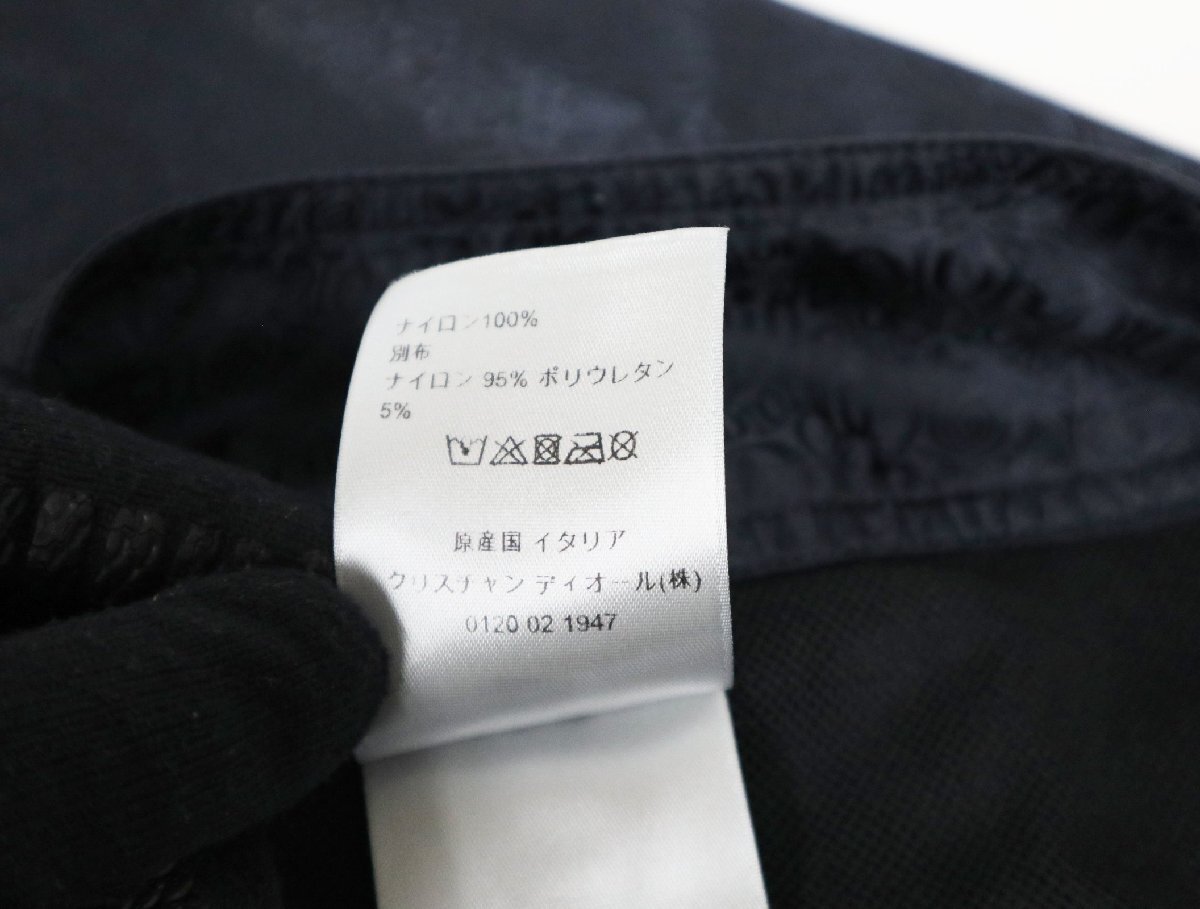 ナイロン100%
別布
ナイロン 95% ポリウレタン
5%
原産国 イタリア
クリスチャン ディオール(株)
0120 02 1947